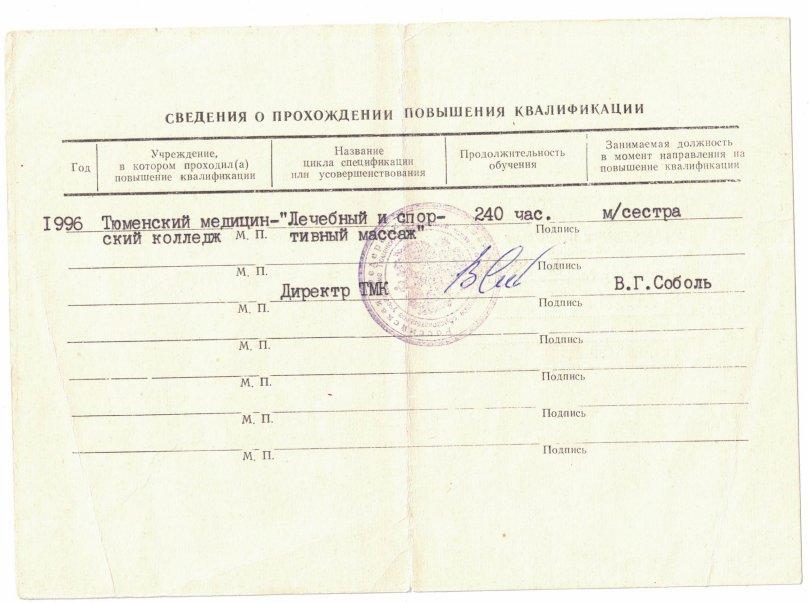 СВЕДЕНИЯ О ПРОХОЖДЕНИИ ПОВЫШЕНИЯ КВАЛИФИКАЦИИ
Год
Учреждение,
в котором проходил(а)
повышение квалификации
Название
цикла спецификации
или усовершенствования
Продолжительность
обучения
Занимаемая должность
в момент направления на
повышение квалификации
I996 Тюменский медицин- "Лечебный и спор- 240 час. м/сестра
ский колледж М. П. тивный массаж" Подпись
М. П. Подпись
Директр ТМК В.Г.Соболь
М. П. Подпись
М. П. Подпись
М. П. Подпись
М. П. Подпись
М. П. Подпись